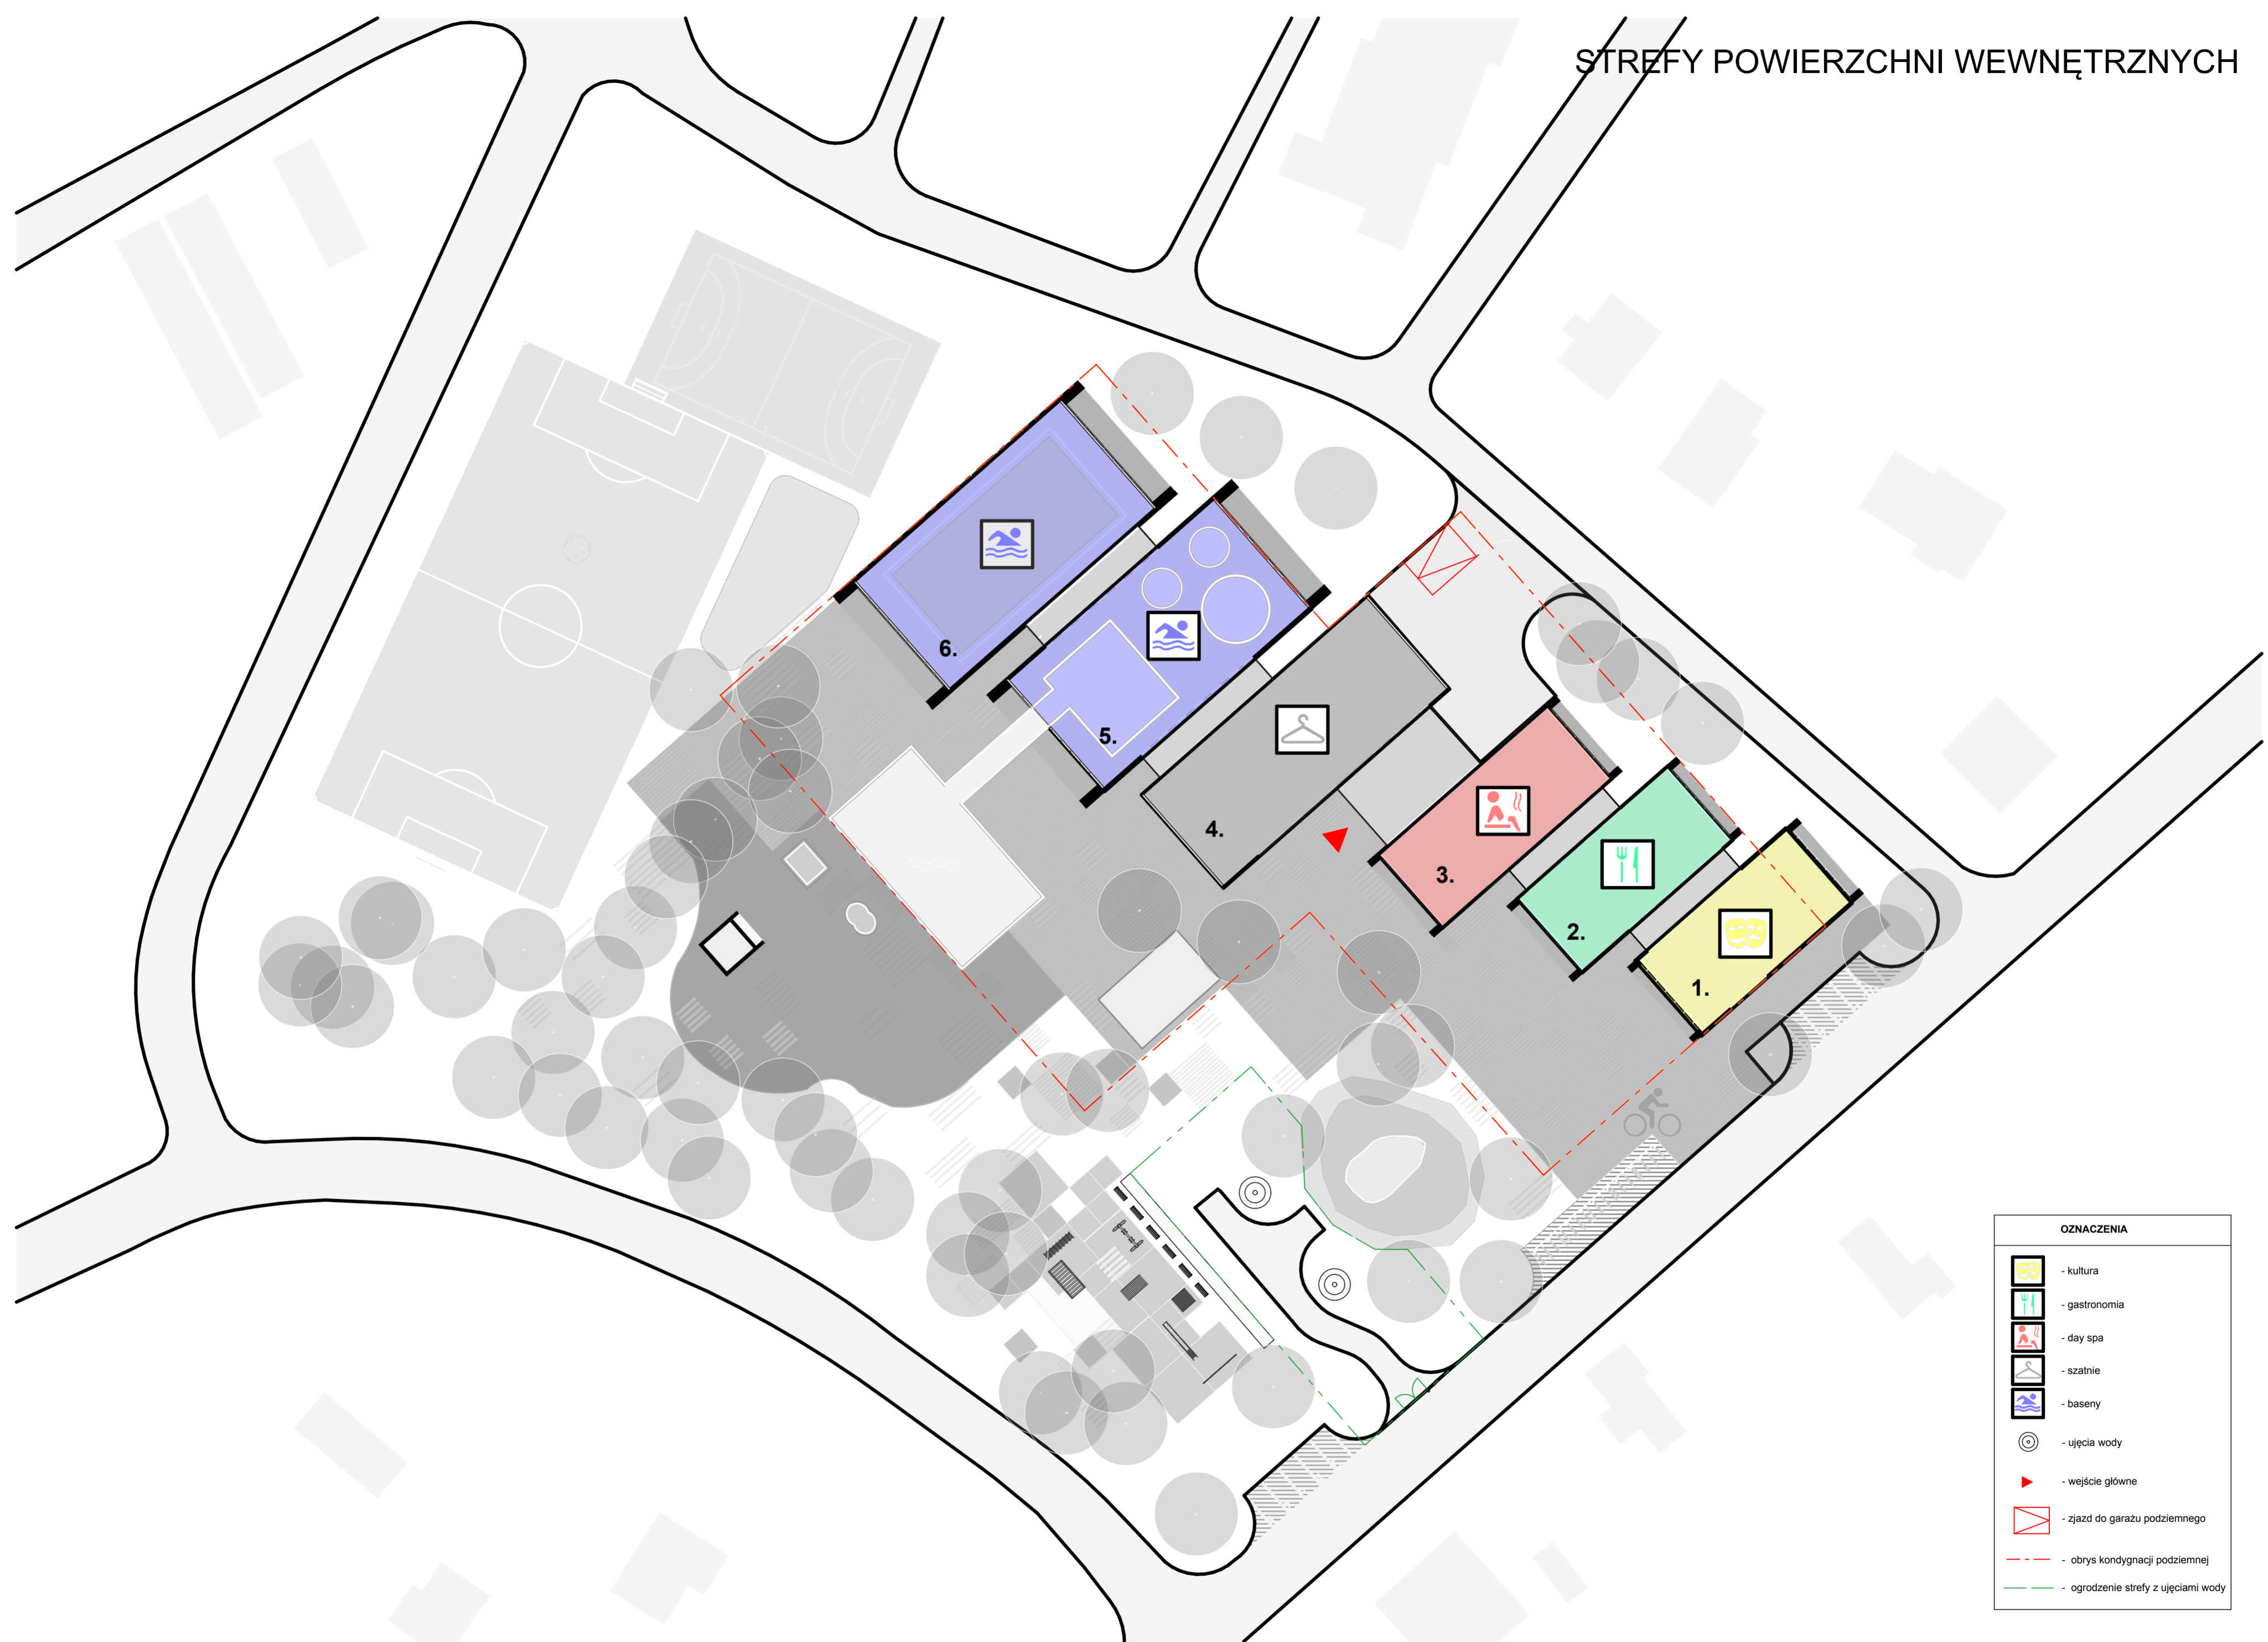 STREFY POWIERZCHNI WEWNĘTRZNYCH
6.
5.
4.
3.
2.
1.
OZNACZENIA
- kultura
- gastronomia
- day spa
- szatnie
- baseny
- ujęcia wody
- wejście główne
- zjazd do garażu podziemnego
- obrys kondygnacji podziemnej
- ogrodzenie strefy z ujęciami wody